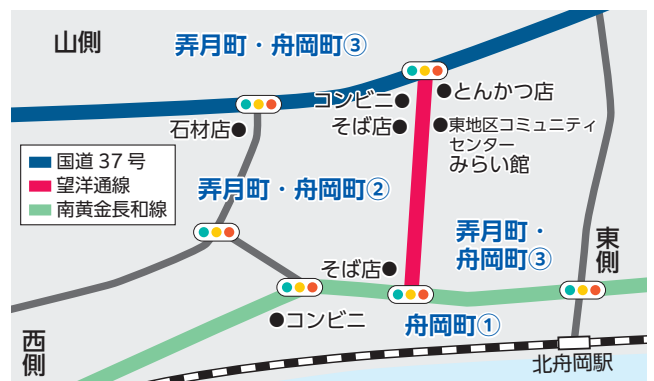 山側
弄月町・舟岡町③
コンビニ
とんかつ店
石材店
そば店
東地区コミュニティ
センター
みらい館
国道 37 号
望洋通線
南黄金長和線
弄月町・舟岡町②
弄月町・
舟岡町③
東側
そば店
コンビニ
舟岡町①
西側
北舟岡駅